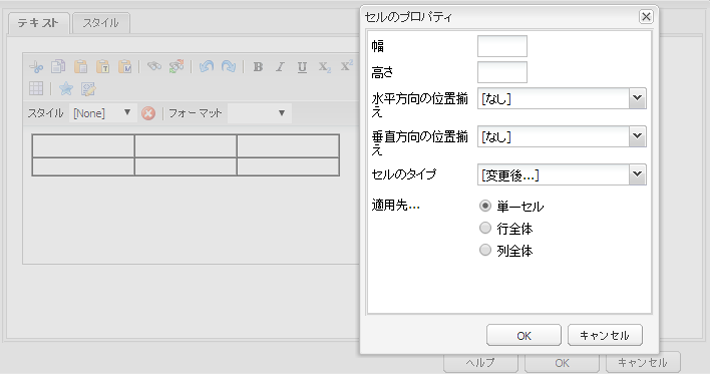 テキスト
スタイル
B I U X₂ X²
スタイル [None] フォーマット
セルのプロパティ
幅
高さ
水平方向の位置揃
え
[なし]
垂直方向の位置揃
え
[なし]
セルのタイプ
[変更後...]
適用先...
単一セル
行全体
列全体
OK
キャンセル
ヘルプ
OK
キャンセル